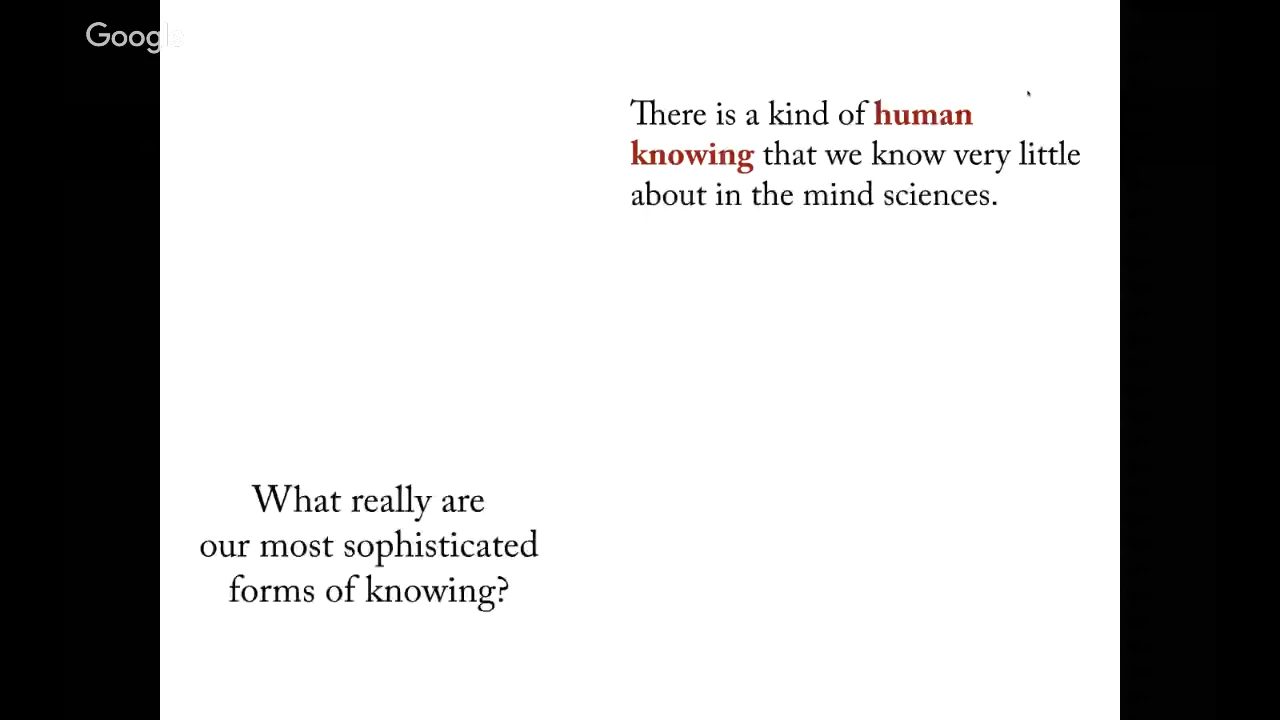 Google
There is a kind of human
knowing that we know very little
about in the mind sciences.
What really are
our most sophisticated
forms of knowing?